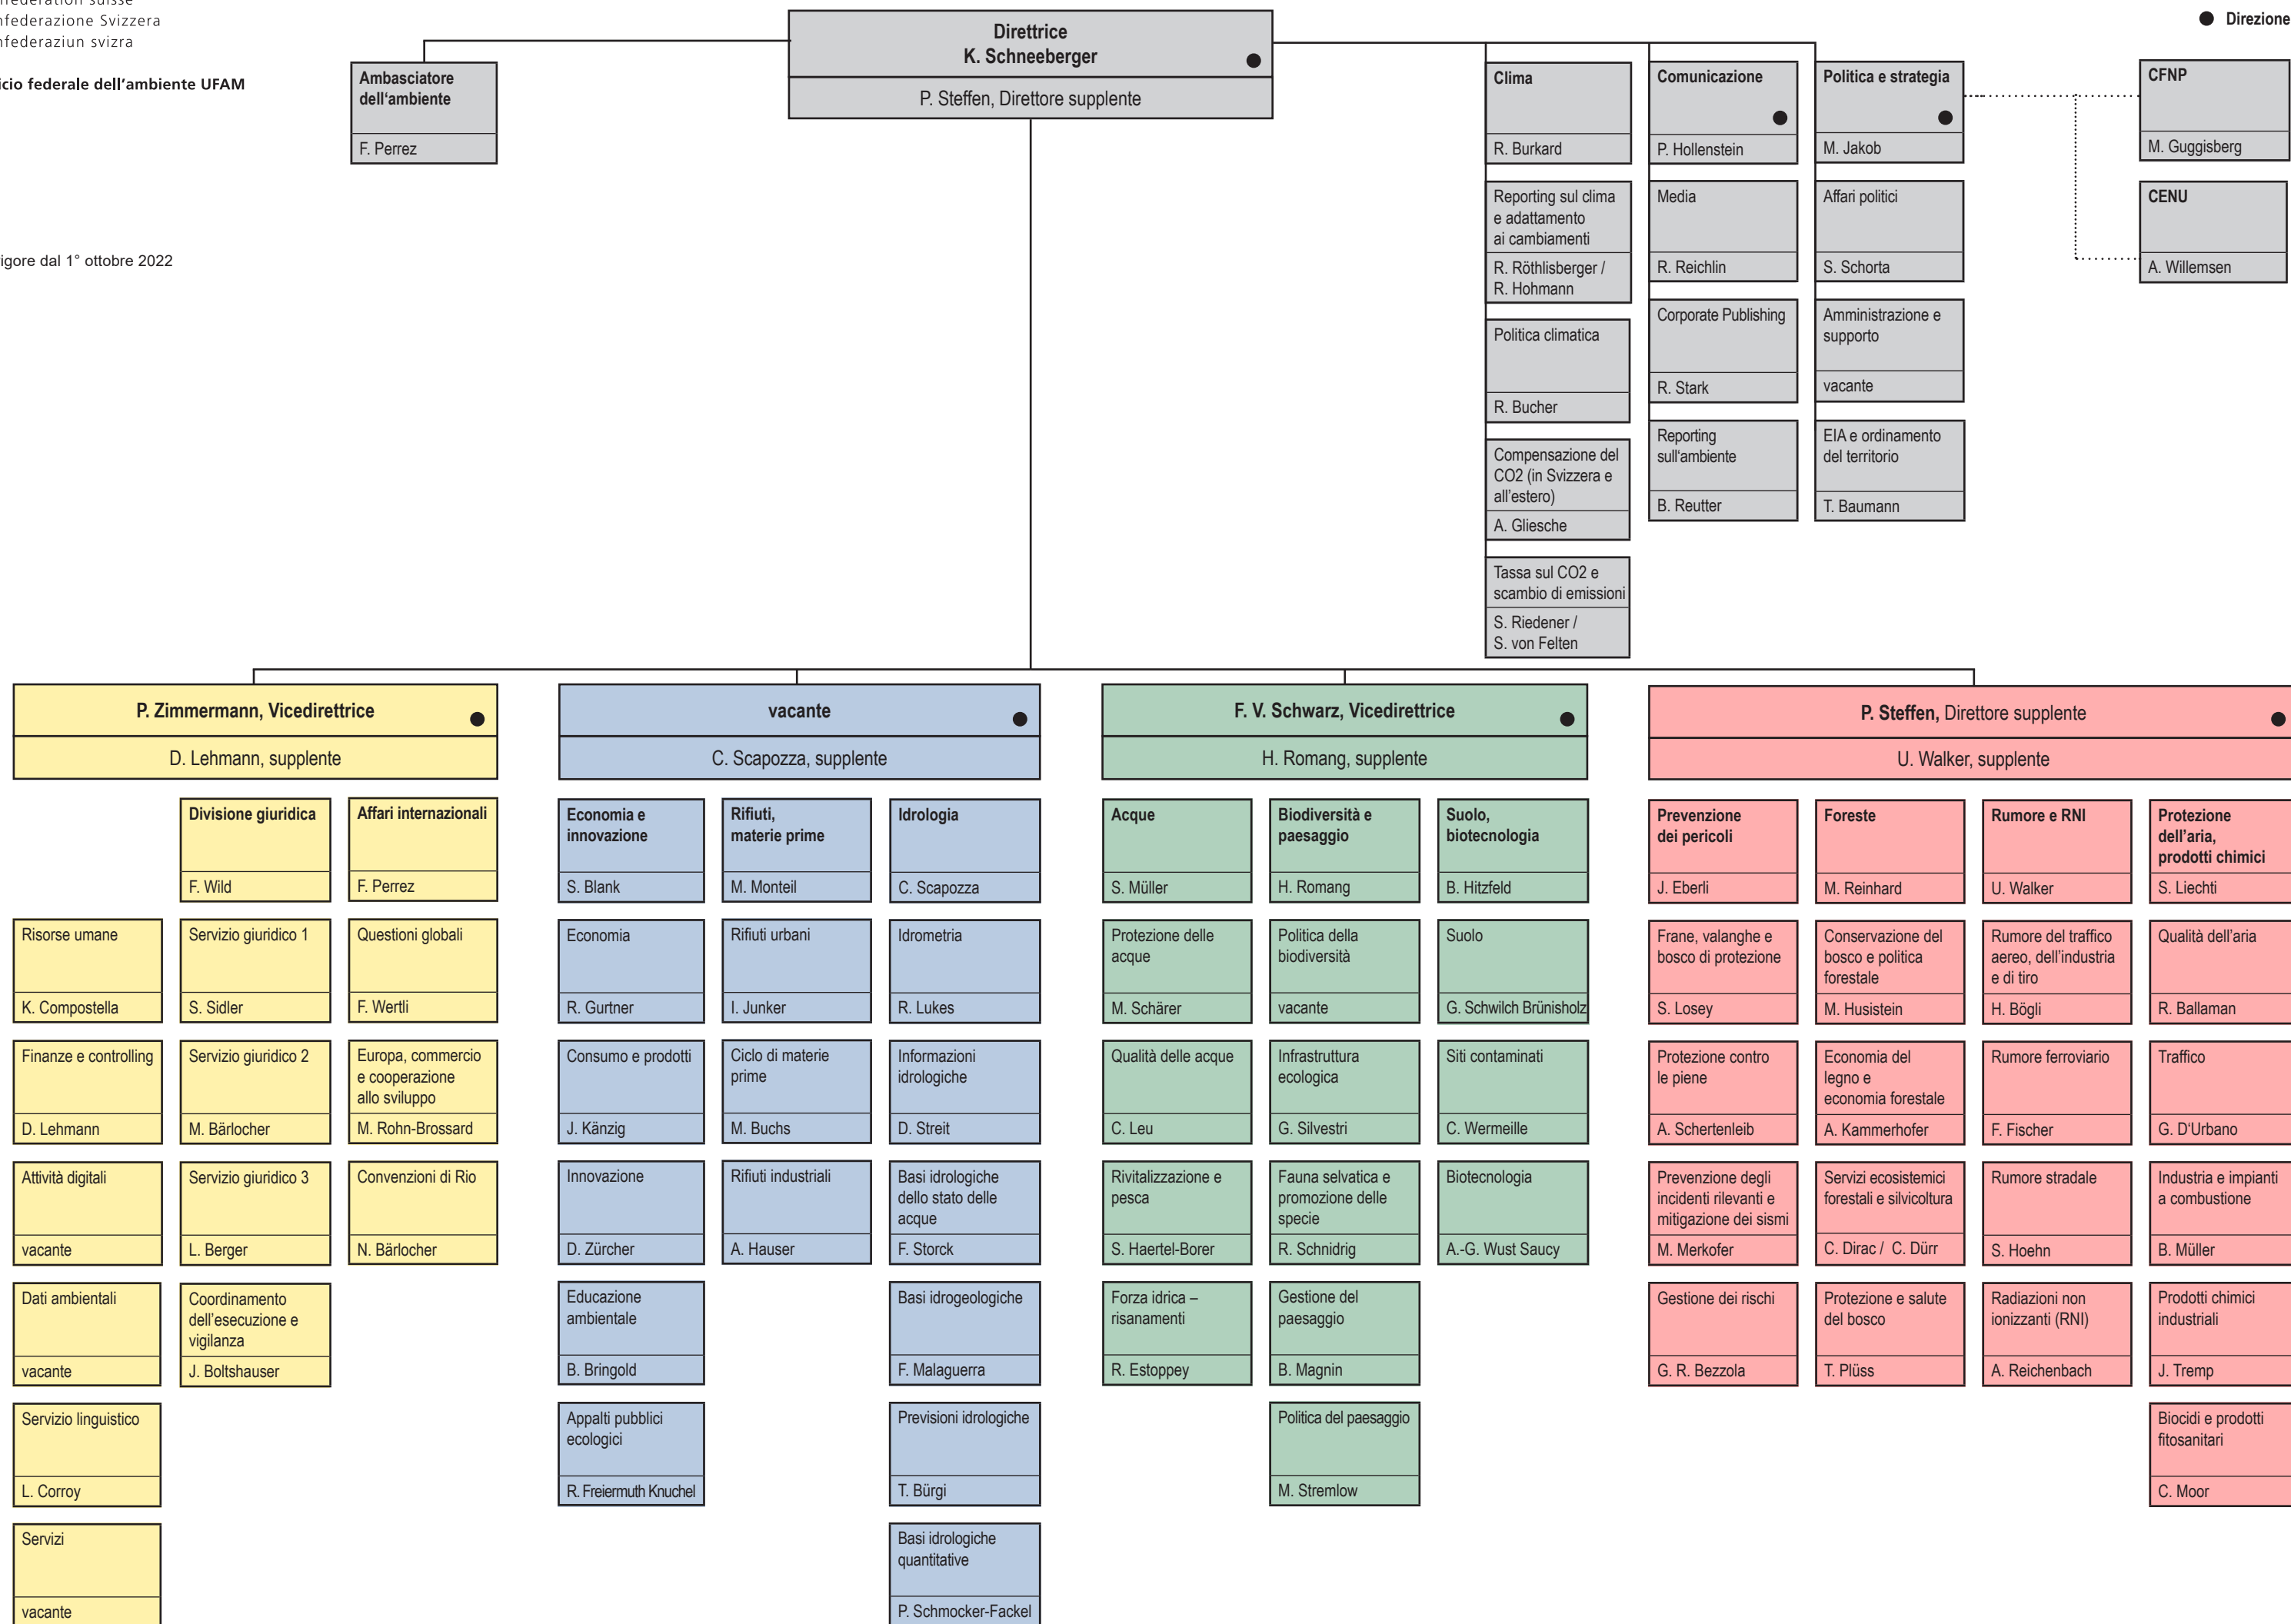 nfederazione Svizzera
nfederaziun svizra
icio federale dell'ambiente UFAM
igore dal 1° ottobre 2022
Direttrice
K. Schneeberger
P. Steffen, Direttore supplente
Direzione
Ambasciatore
dell'ambiente
F. Perrez
Clima
R. Burkard
Reporting sul clima
e adattamento
ai cambiamenti
R. Röthlisberger /
R. Hohmann
Politica climatica
R. Bucher
Compensazione del
CO2 (in Svizzera e
all'estero)
A. Gliesche
Tassa sul CO2 e
scambio di emissioni
S. Riedener /
S. von Felten
Comunicazione
P. Hollenstein
Media
R. Reichlin
Corporate Publishing
R. Stark
Reporting
sull'ambiente
B. Reutter
Politica e strategia
M. Jakob
Affari politici
S. Schorta
Amministrazione e
supporto
vacante
EIA e ordinamento
del territorio
T. Baumann
CFNP
M. Guggisberg
CENU
A. Willemsen
P. Zimmermann, Vicedirettrice
D. Lehmann, supplente
Risorse umane
K. Compostella
Finanze e controlling
D. Lehmann
Attività digitali
vacante
Dati ambientali
vacante
Servizio linguistico
L. Corroy
Servizi
vacante
Divisione giuridica
F. Wild
Servizio giuridico 1
S. Sidler
Servizio giuridico 2
M. Bärlocher
Servizio giuridico 3
L. Berger
Coordinamento
dell'esecuzione e
vigilanza
J. Boltshauser
Affari internazionali
F. Perrez
Questioni globali
F. Wertli
Europa, commercio
e cooperazione
allo sviluppo
M. Rohn-Brossard
Convenzioni di Rio
N. Bärlocher
vacante
C. Scapozza, supplente
Economia e
innovazione
S. Blank
Economia
R. Gurtner
Consumo e prodotti
J. Känzig
Innovazione
D. Zürcher
Educazione
ambientale
B. Bringold
Appalti pubblici
ecologici
R. Freiermuth Knuchel
Rifiuti,
materie prime
M. Monteil
Rifiuti urbani
I. Junker
Ciclo di materie
prime
M. Buchs
Rifiuti industriali
A. Hauser
Idrologia
C. Scapozza
Idrometria
R. Lukes
Informazioni
idrologiche
D. Streit
Basi idrologiche
dello stato delle
acque
F. Storck
Basi idrogeologiche
F. Malaguerra
Previsioni idrologiche
T. Bürgi
Basi idrologiche
quantitative
P. Schmocker-Fackel
F. V. Schwarz, Vicedirettrice
H. Romang, supplente
Acque
S. Müller
Protezione delle
acque
M. Schärer
Qualità delle acque
C. Leu
Rivitalizzazione e
pesca
S. Haertel-Borer
Forza idrica –
risanamenti
R. Estoppey
Biodiversità e
paesaggio
H. Romang
Politica della
biodiversità
vacante
Infrastruttura
ecologica
G. Silvestri
Fauna selvatica e
promozione delle
specie
R. Schnidrig
Gestione del
paesaggio
B. Magnin
Politica del paesaggio
M. Stremlow
Suolo,
biotecnologia
B. Hitzfeld
Suolo
G. Schwilch Brünisholz
Siti contaminati
C. Wermeille
Biotecnologia
A.-G. Wust Saucy
P. Steffen, Direttore supplente
U. Walker, supplente
Prevenzione
dei pericoli
J. Eberli
Frane, valanghe e
bosco di protezione
S. Losey
Protezione contro
le piene
A. Schertenleib
Prevenzione degli
incidenti rilevanti e
mitigazione dei sismi
M. Merkofer
Gestione dei rischi
G. R. Bezzola
Foreste
M. Reinhard
Conservazione del
bosco e politica
forestale
M. Husistein
Economia del
legno e
economia forestale
A. Kammerhofer
Servizi ecosistemici
forestali e silvicoltura
C. Dirac / C. Dürr
Protezione e salute
del bosco
T. Plüss
Rumore e RNI
U. Walker
Rumore del traffico
aereo, dell'industria
e di tiro
H. Bögli
Rumore ferroviario
F. Fischer
Rumore stradale
S. Hoehn
Radiazioni non
ionizzanti (RNI)
A. Reichenbach
Protezione
dell'aria,
prodotti chimici
S. Liechti
Qualità dell'aria
R. Ballaman
Traffico
G. D'Urbano
Industria e impianti
a combustione
B. Müller
Prodotti chimici
industriali
J. Tremp
Biocidi e prodotti
fitosanitari
C. Moor